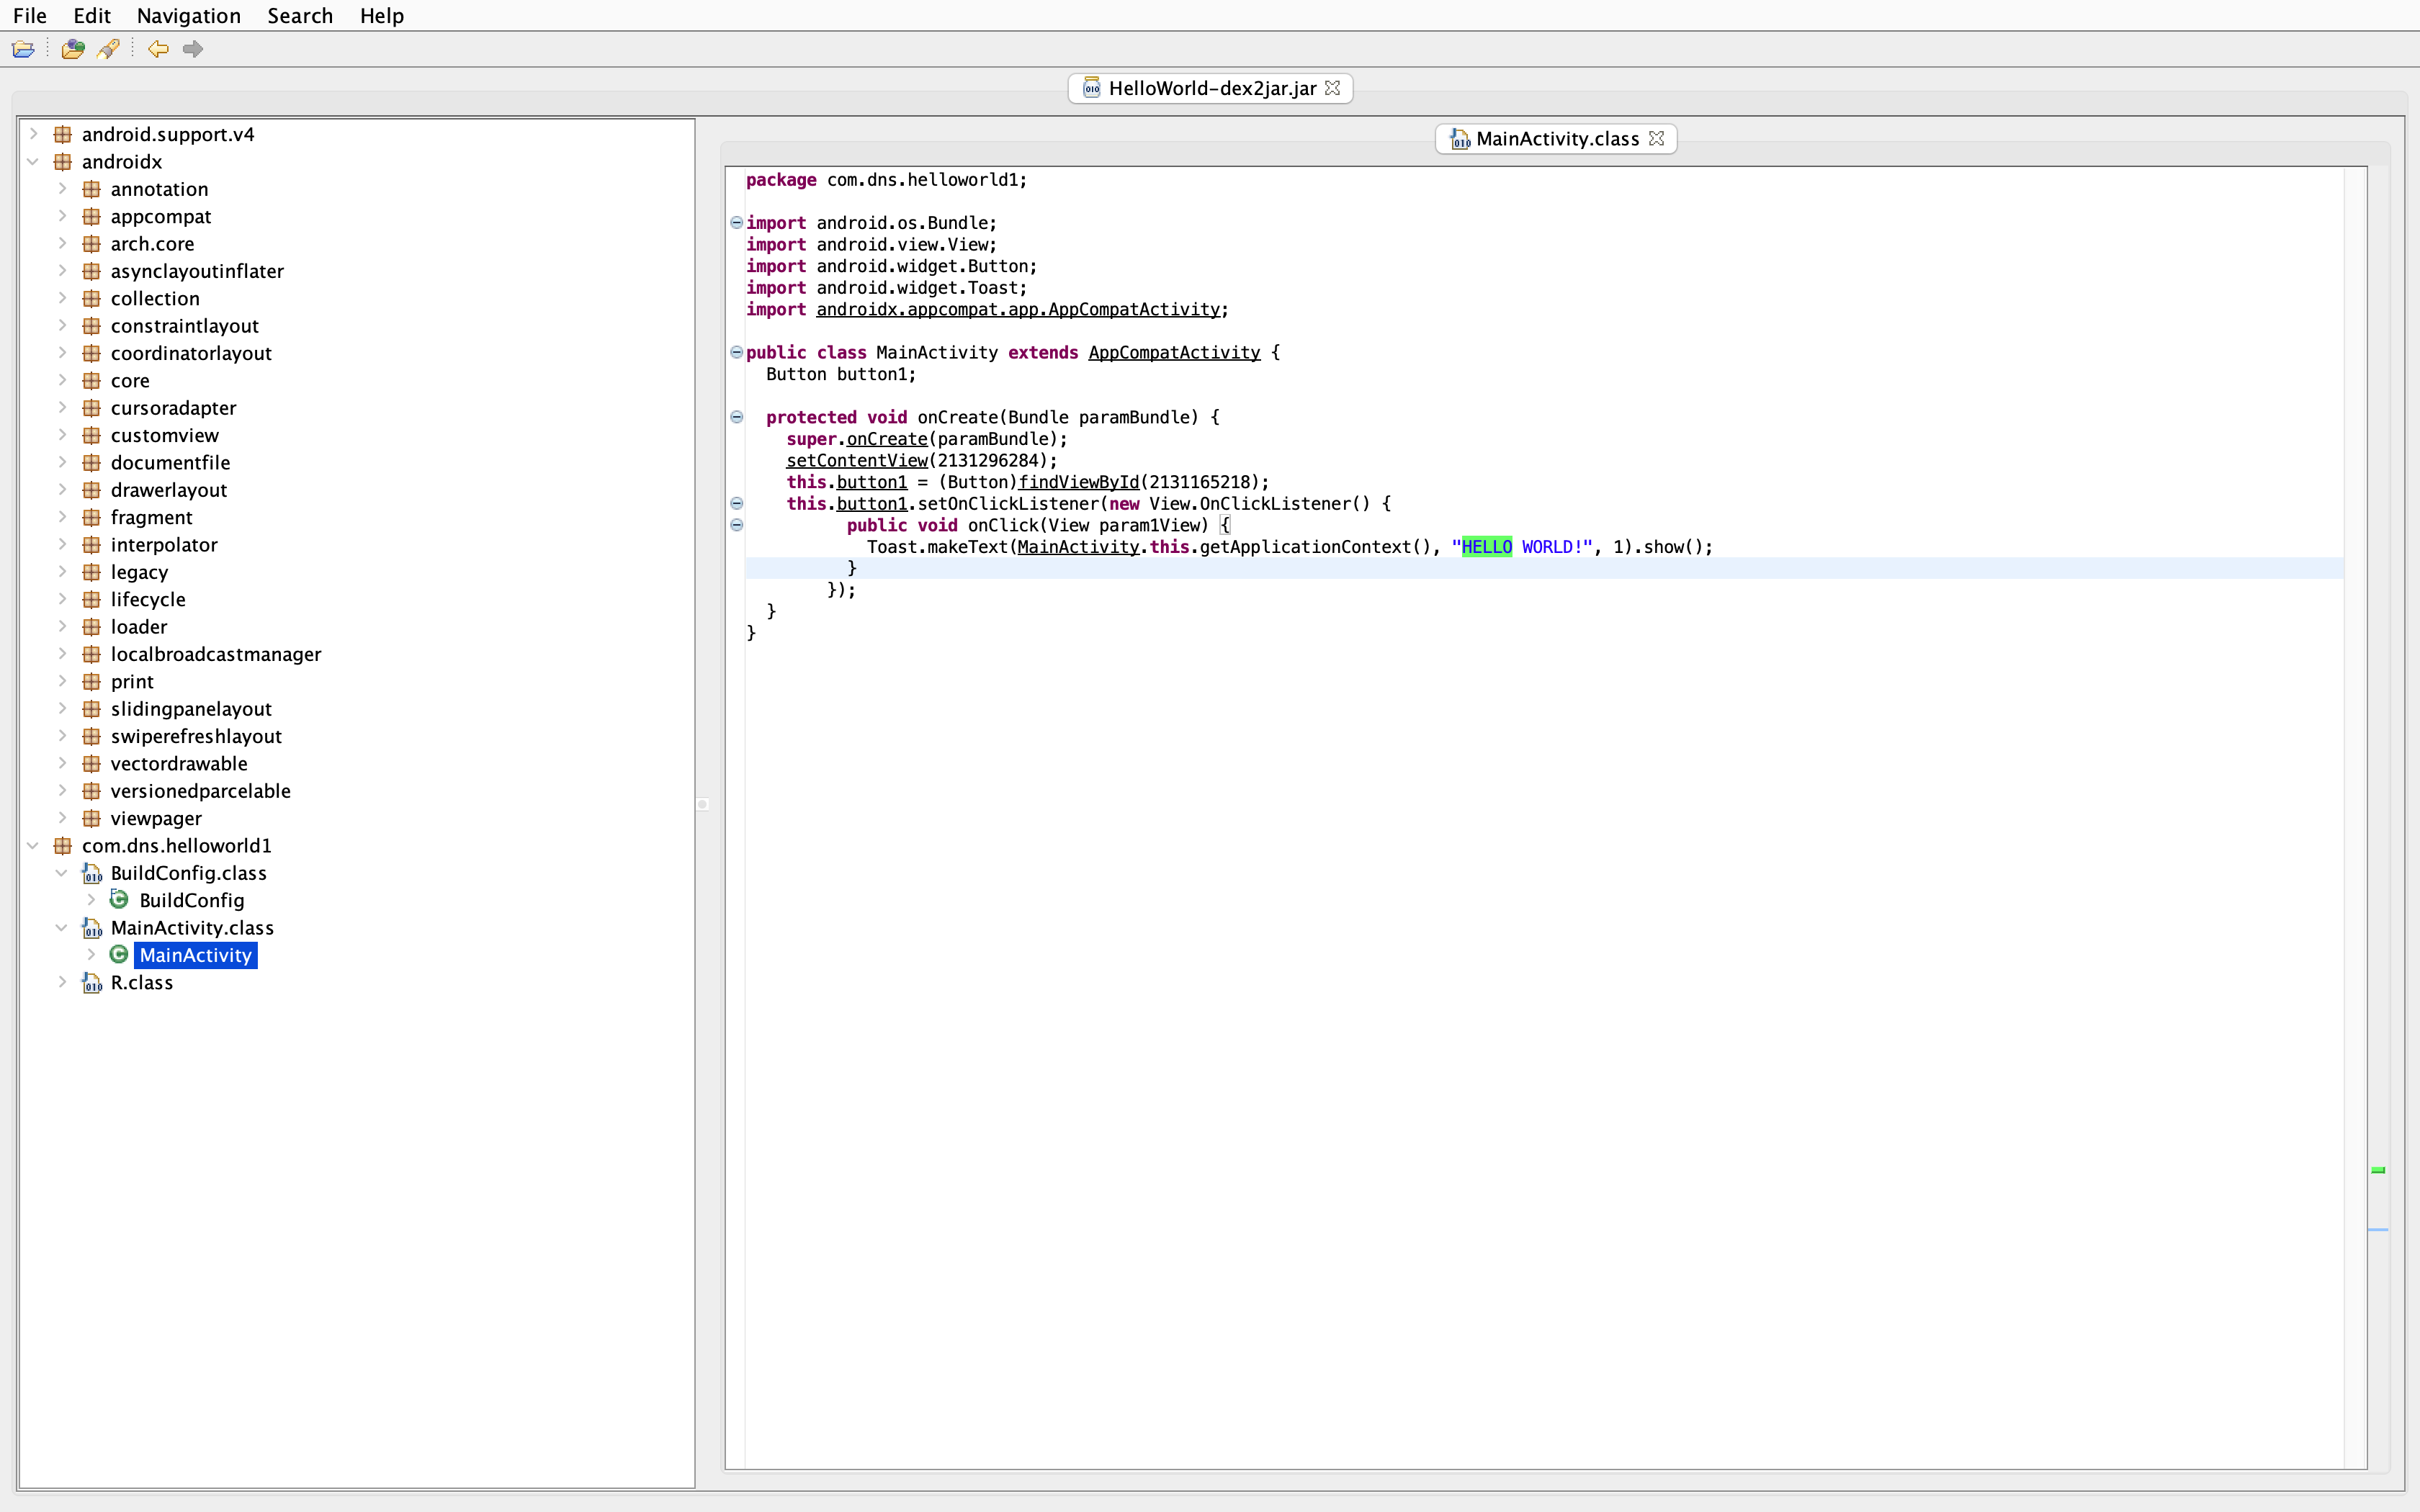 File Edit Navigation Search Help
HelloWorld-dex2jar.jar
android.support.v4
androidx
annotation
appcompat
arch.core
asynclayoutinflater
collection
constraintlayout
coordinatorlayout
core
cursoradapter
customview
documentfile
drawerlayout
fragment
interpolator
legacy
lifecycle
loader
localbroadcastmanager
print
slidingpanelayout
swiperefreshlayout
vectordrawable
versionedparcelable
viewpager
com.dns.helloworld1
BuildConfig.class
BuildConfig
MainActivity.class
MainActivity
R.class
MainActivity.class
package com.dns.helloworld1;
import android.os.Bundle;
import android.view.View;
import android.widget.Button;
import android.widget.Toast;
import androidx.appcompat.app.AppCompatActivity;
public class MainActivity extends AppCompatActivity {
Button button1;
protected void onCreate(Bundle paramBundle) {
super.onCreate(paramBundle);
setContentView(2131296284);
this.button1 = (Button)findViewById(2131165218);
this.button1.setOnClickListener(new View.OnClickListener() {
public void onClick(View param1View) {
Toast.makeText(MainActivity.this.getApplicationContext(), "HELLO WORLD!", 1).show();
}
});
}
}